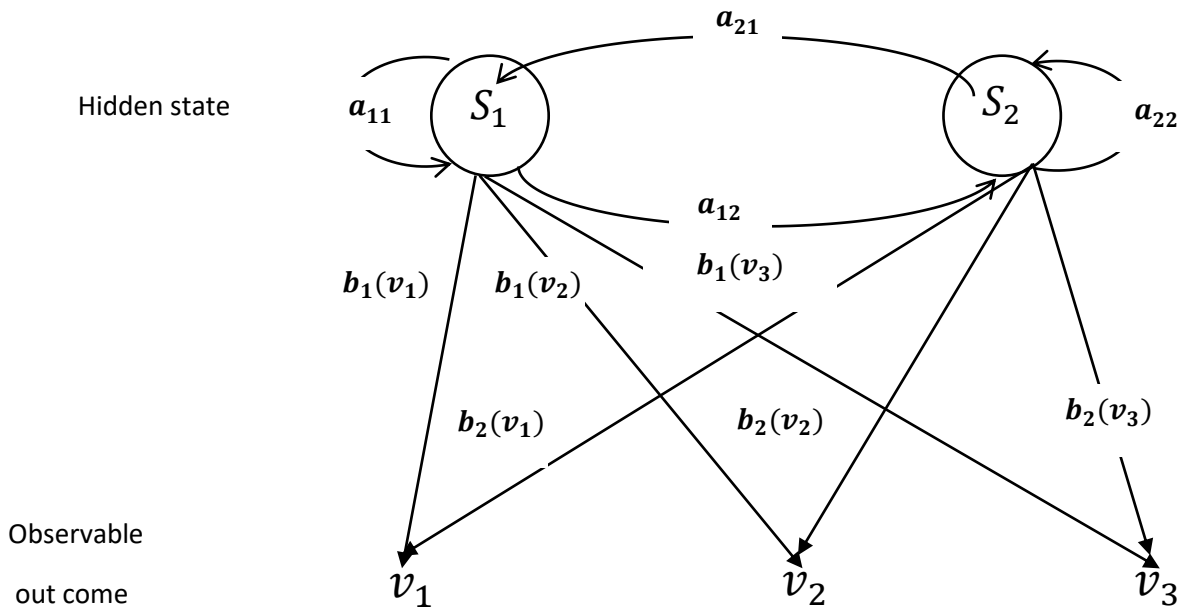 a₂₁
Hidden state
a₁₁
S₁
S₂
a₂₂
a₁₂
b₁(v₁)
b₁(v₂)
b₁(v₃)
b₂(v₁)
b₂(v₂)
b₂(v₃)
Observable
out come
v₁
v₂
v₃